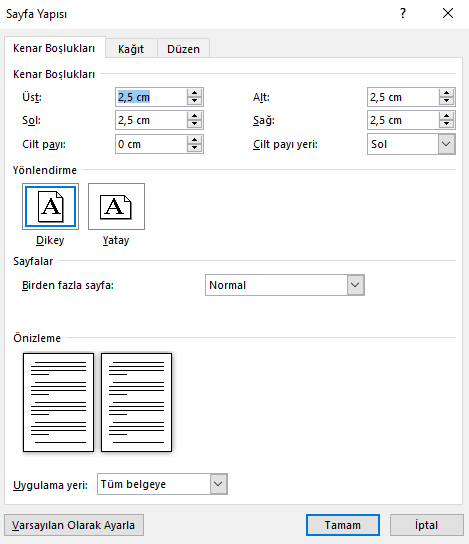 Sayfa Yapısı ? ×
Kenar Boşlukları Kağıt Düzen
Kenar Boşlukları
Üst: 2,5 cm Alt: 2,5 cm
Sol: 2,5 cm Sağ: 2,5 cm
Cilt payı: 0 cm Cilt payı yeri: Sol
Yönlendirme
A A
Dikey Yatay
Sayfalar
Birden fazla sayfa: Normal
Önizleme
Uygulama yeri: Tüm belgeye
Varsayılan Olarak Ayarla Tamam İptal